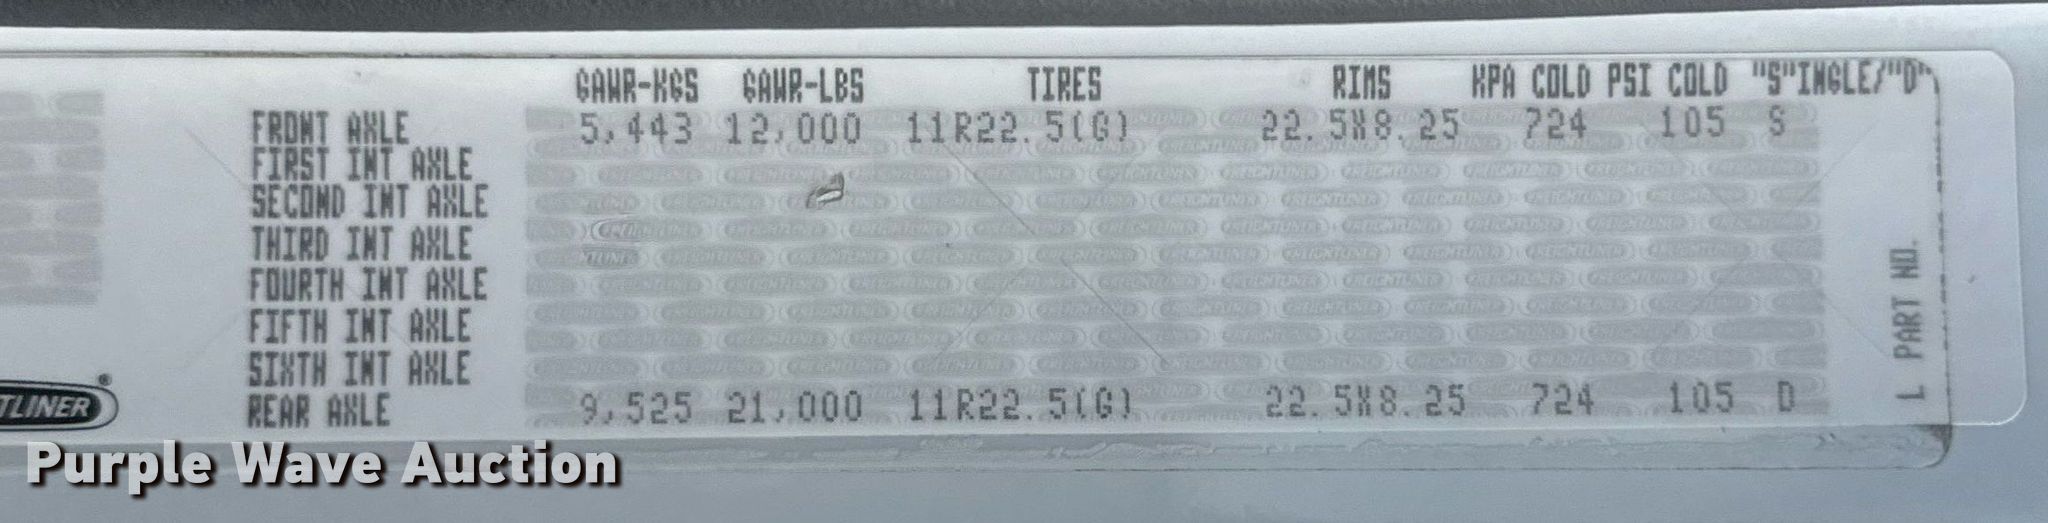 GAWR-KGS GAWR-LBS TIRES RIMS KPA COLD PSI COLD "S"INGLE/"D"
FRONT AXLE 5,443 12,000 11R22.5(G) 22.5X8.25 724 105 S
FIRST INT AXLE
SECOND INT AXLE
THIRD INT AXLE
FOURTH INT AXLE
FIFTH INT AXLE
SIXTH INT AXLE
REAR AXLE 9,525 21,000 11R22.5(G) 22.5X8.25 724 105 D
L PART NO.
TLINER®
Purple Wave Auction